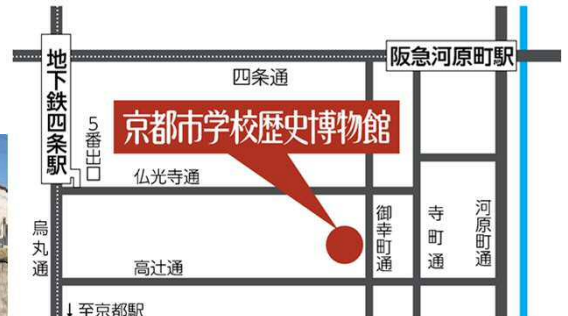 地下鉄四条駅
阪急河原町駅
四条通
5番出口
京都市学校歴史博物館
仏光寺通
烏丸通
御幸町通
寺町通
河原町通
高辻通
↓至京都駅